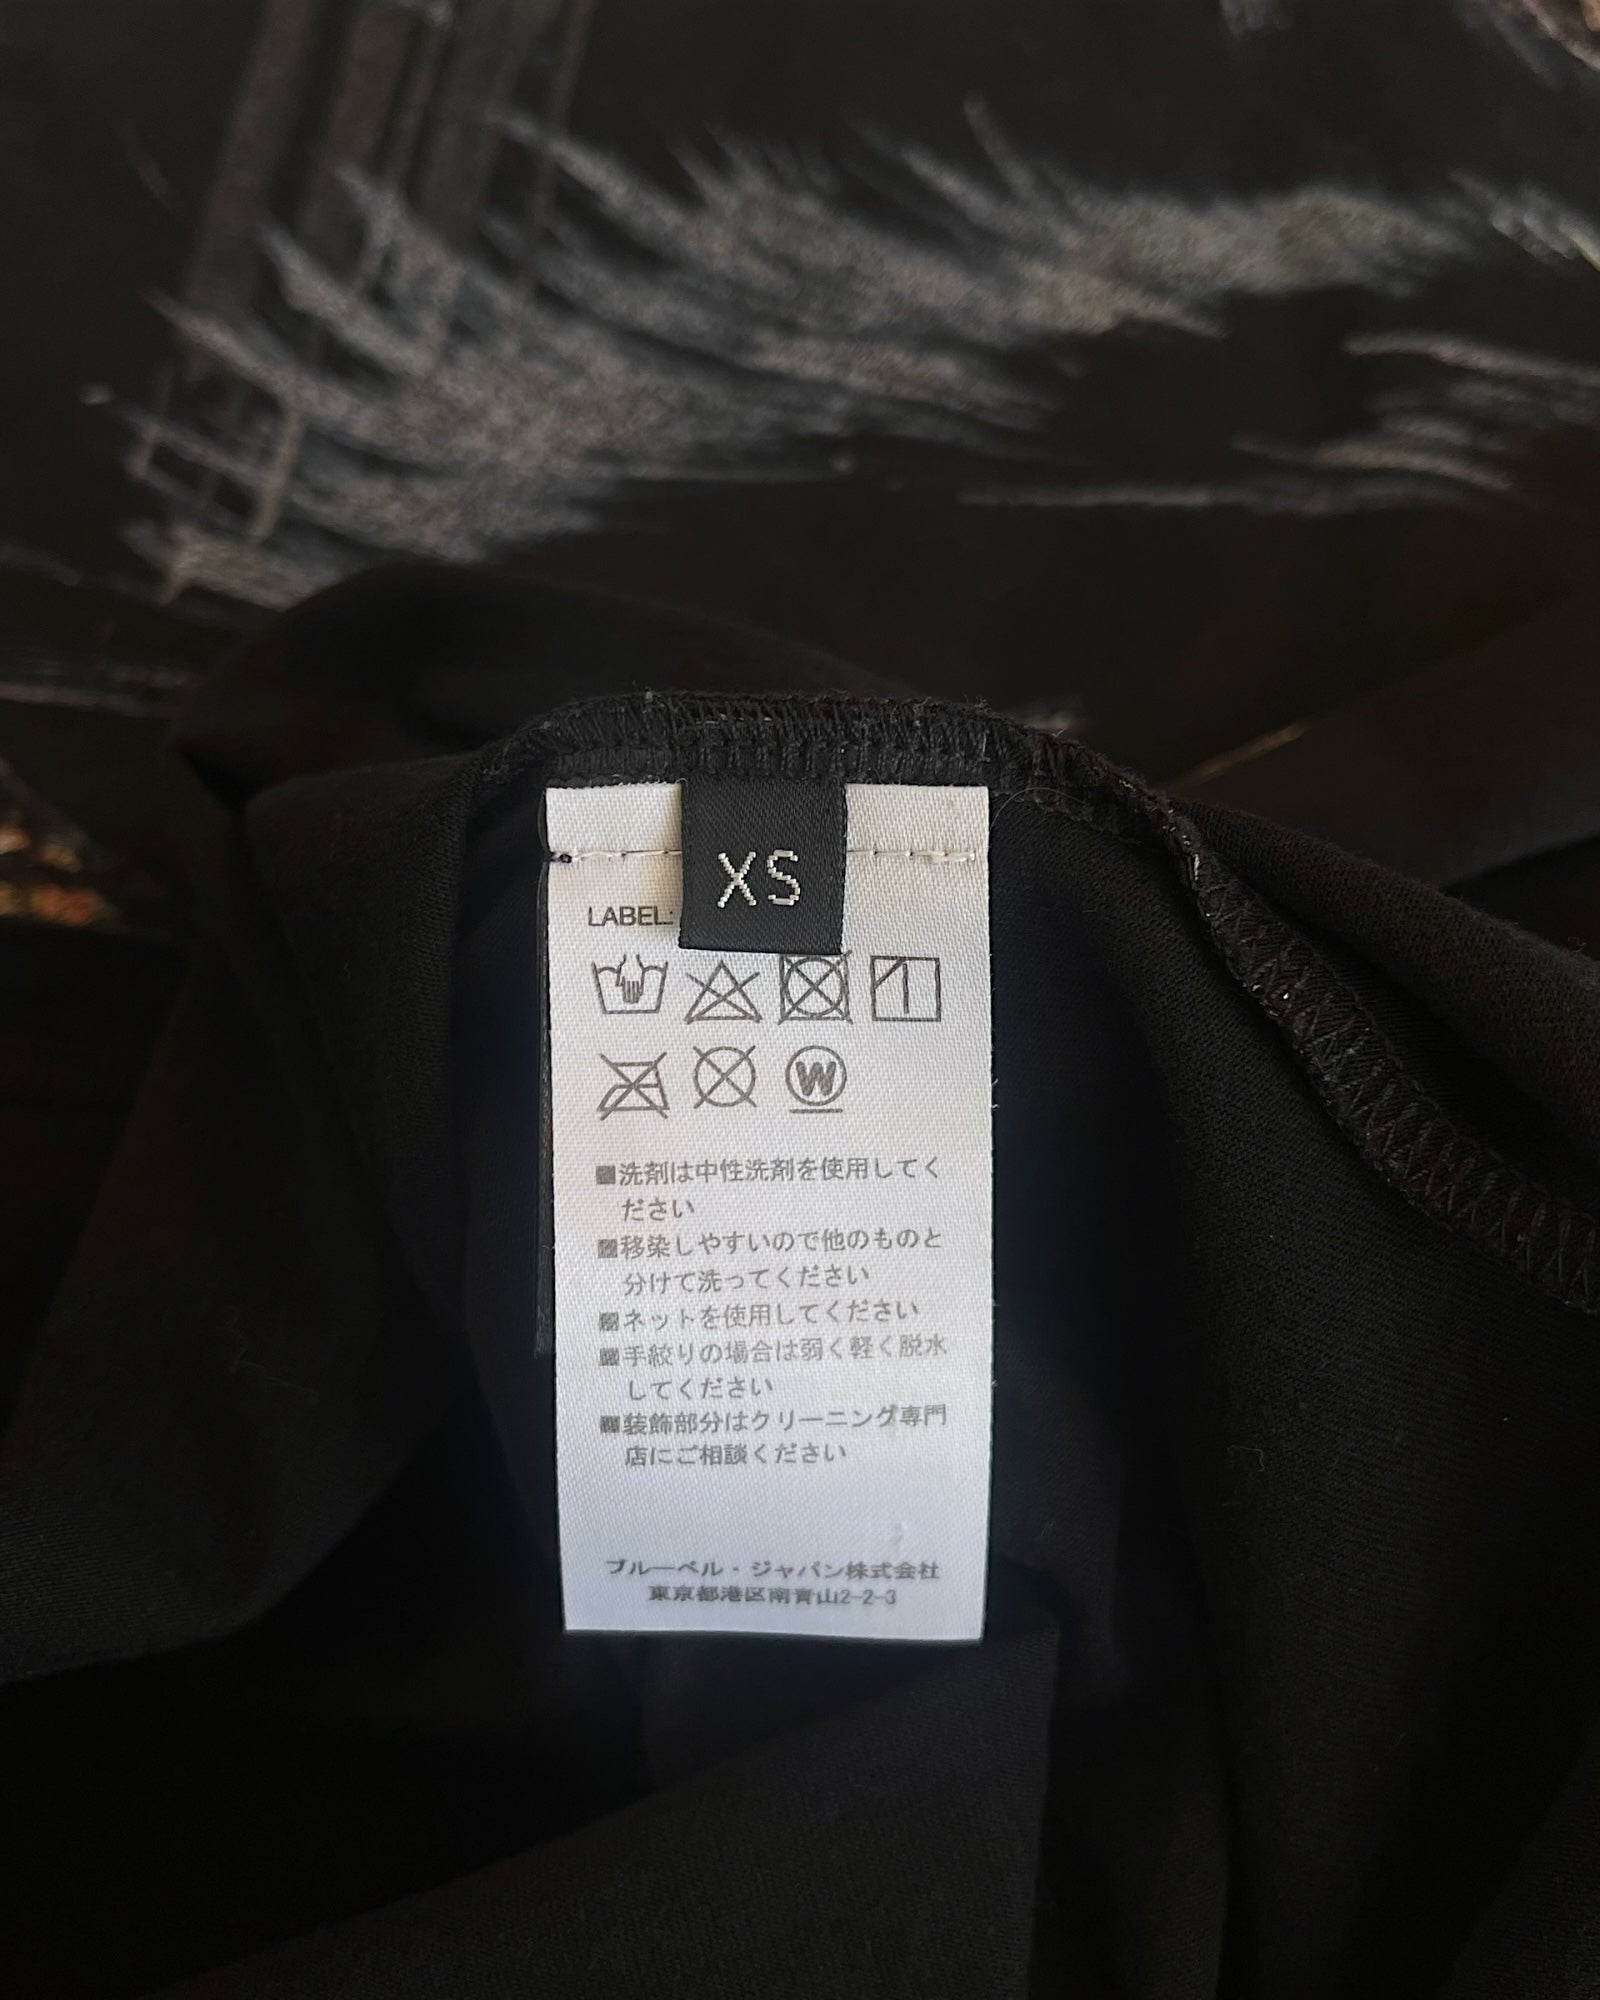 XS
LABEL:
W
■洗剤は中性洗剤を使用してく
ださい
■移染しやすいので他のものと
分けて洗ってください
■ネットを使用してください
■手絞りの場合は弱く軽く脱水
してください
■装飾部分はクリーニング専門
店にご相談ください
ブルーベル・ジャパン株式会社
東京都港区南青山2-2-3